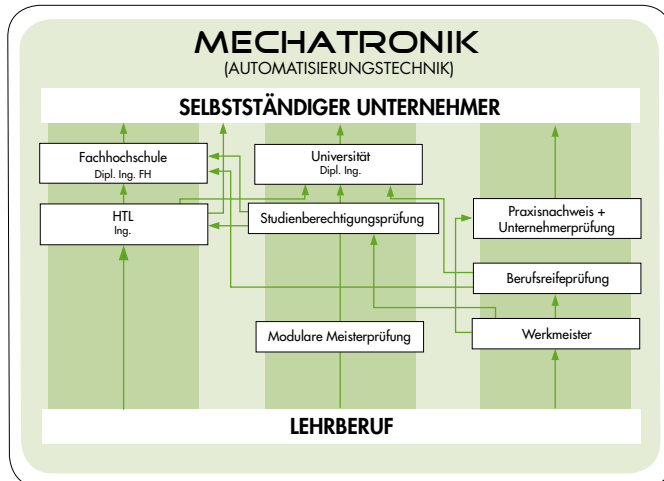 MECHATRONIK
(AUTOMATISIERUNGSTECHNIK)
SELBSTSTÄNDIGER UNTERNEHMER
Fachhochschule
Dipl. Ing. FH
Universität
Dipl. Ing.
HTL
Ing.
Studienberechtigungsprüfung
Praxisnachweis +
Unternehmerprüfung
Berufsreifeprüfung
Modulare Meisterprüfung
Werkmeister
LEHRBERUF